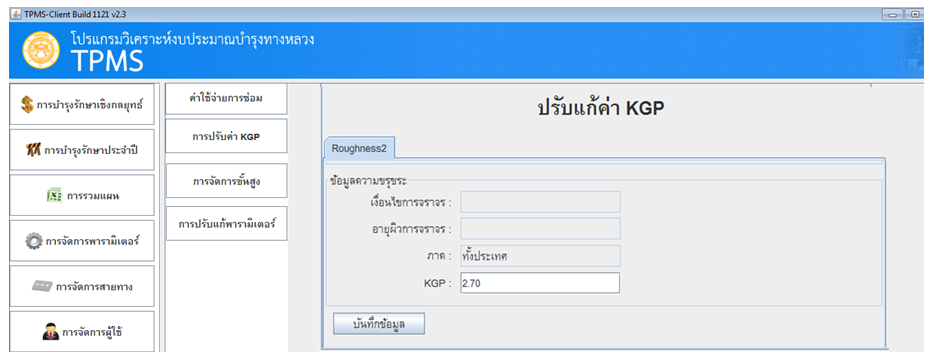 TPMS-Client Build 1121 v2.3
โปรแกรมวิเคราะห์งบประมาณบำรุงทางหลวง
TPMS
การบำรุงรักษาเชิงกลยุทธ์
การบำรุงรักษาประจำปี
การรวมแผน
การจัดการพารามิเตอร์
การจัดการสายทาง
การจัดการผู้ใช้
ค่าใช้จ่ายการซ่อม
การปรับค่า KGP
การจัดการขั้นสูง
การปรับแก้พารามิเตอร์
ปรับแก้ค่า KGP
Roughness2
ข้อมูลความขรุขระ
เงื่อนไขการจราจร :
อายุผิวการจราจร :
ภาค : ทั้งประเทศ
KGP : 2.70
บันทึกข้อมูล